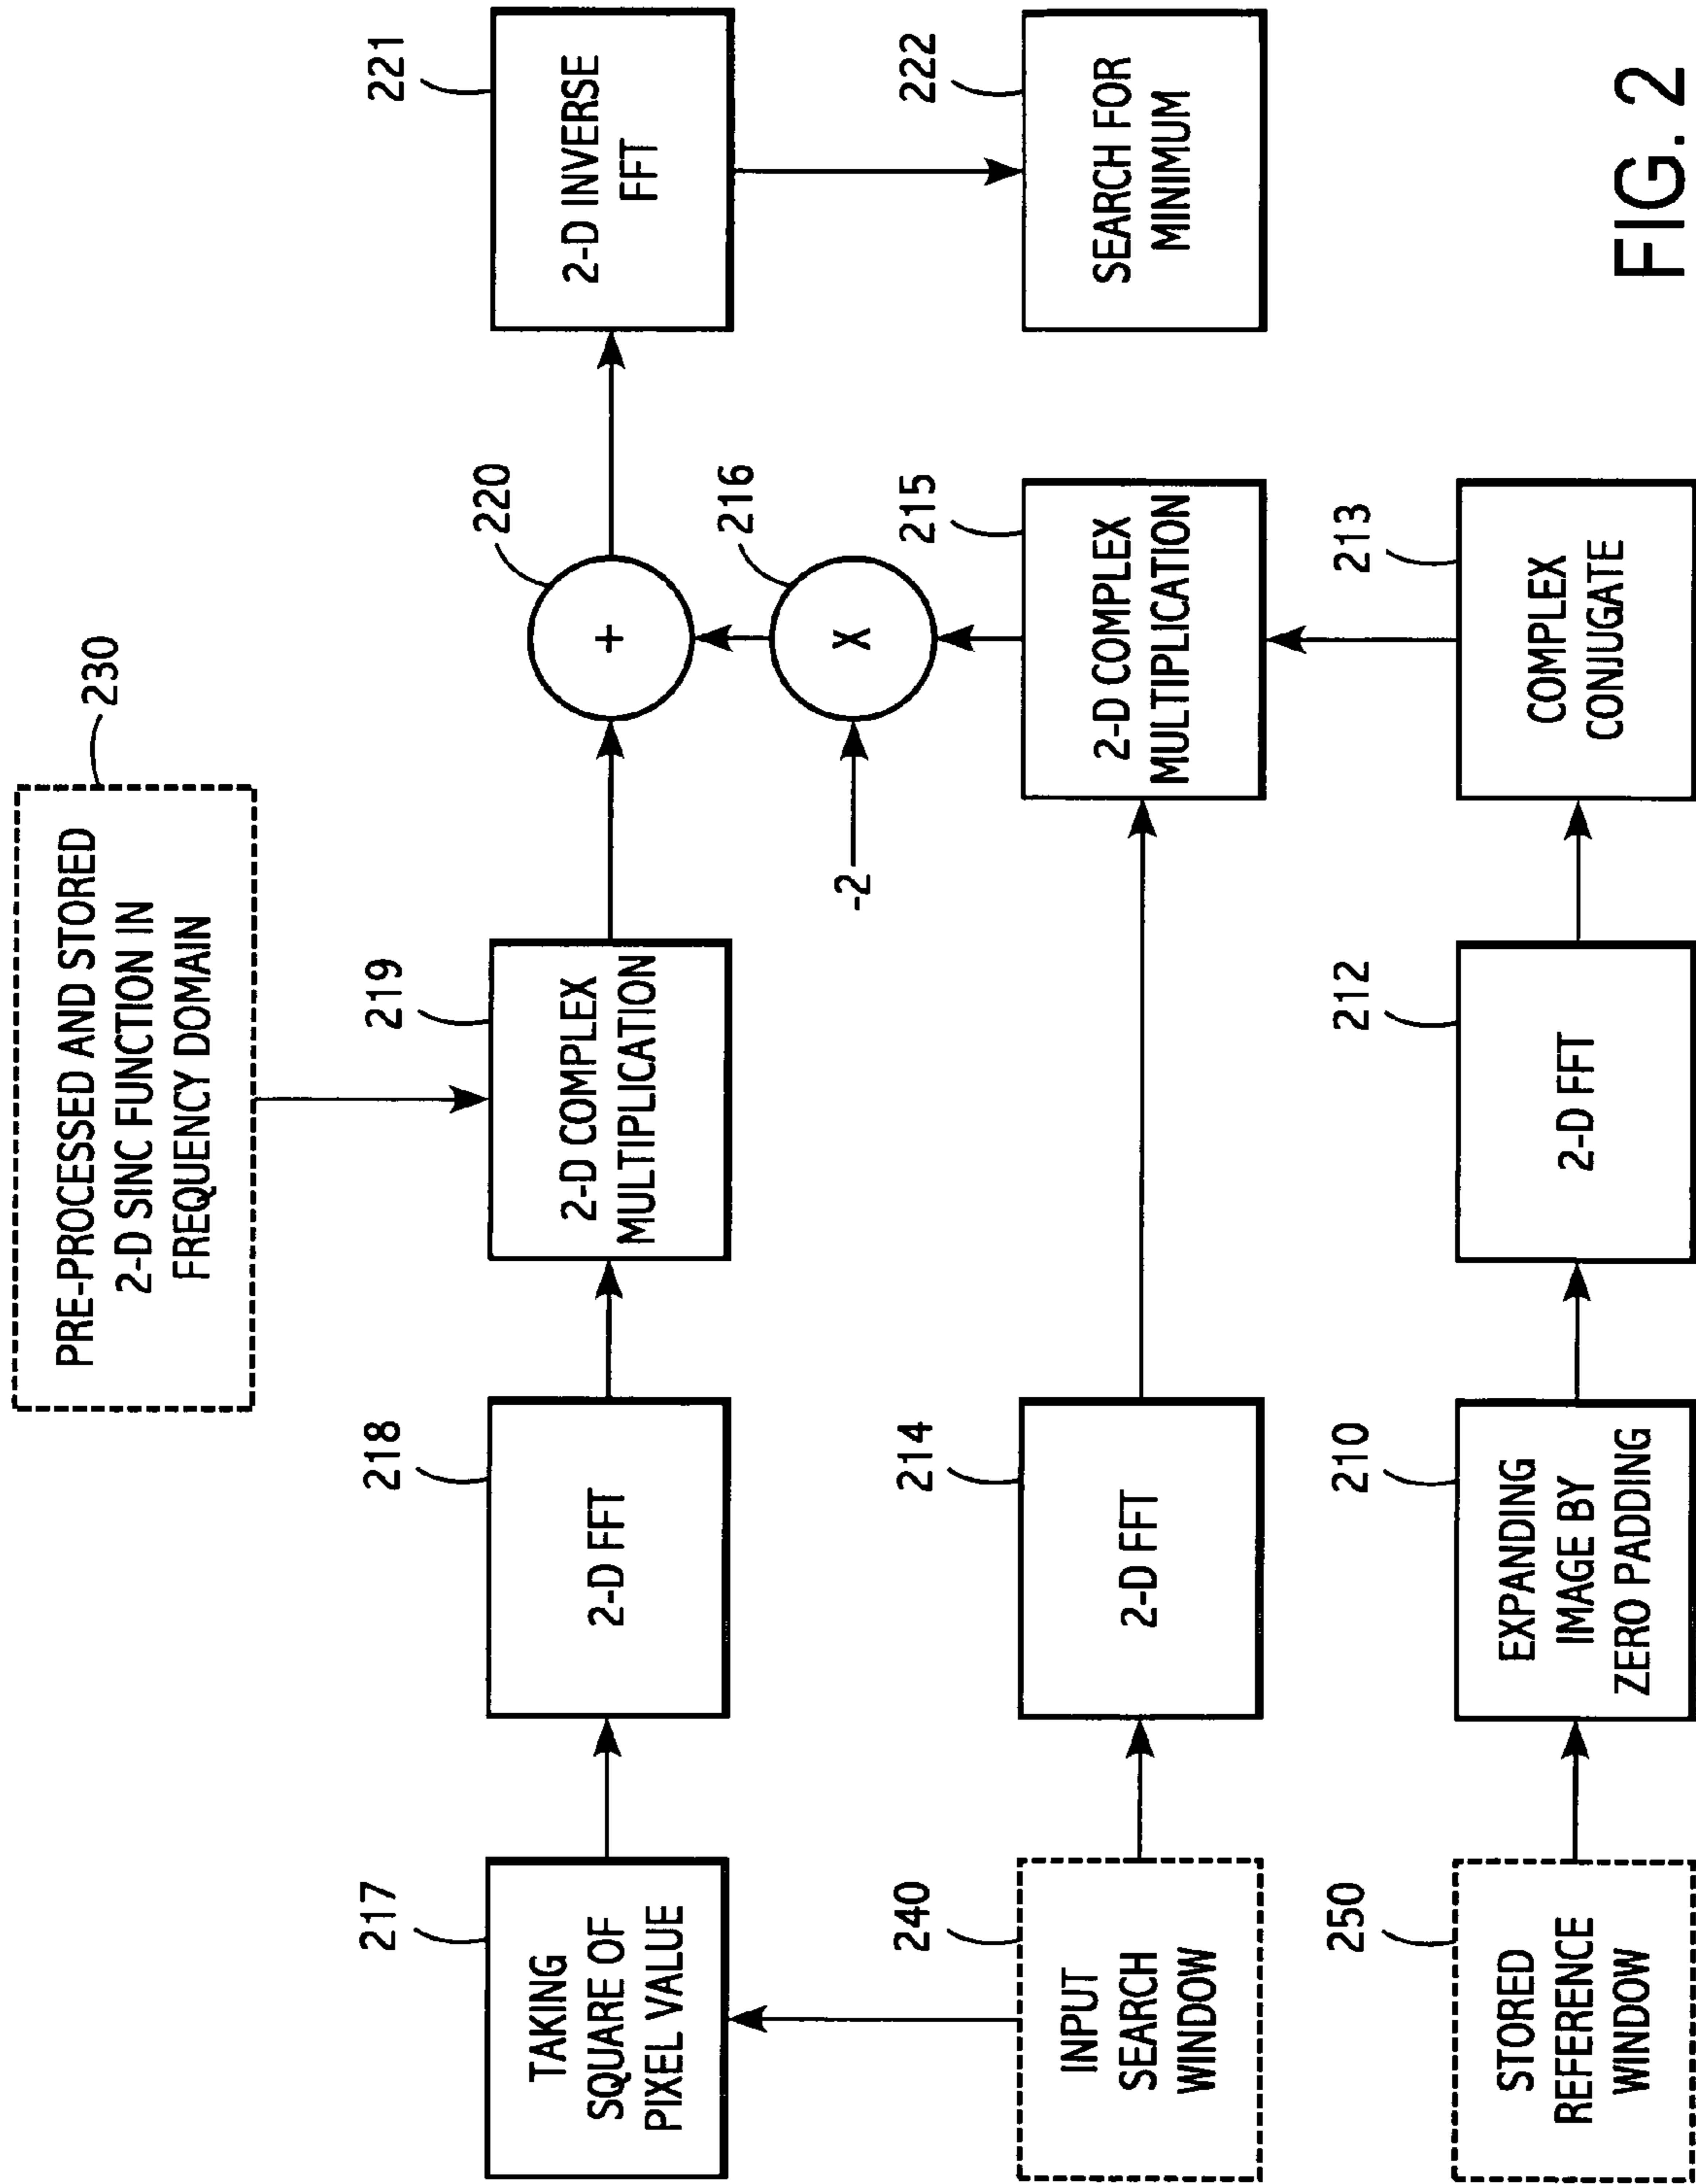 PRE-PROCESSED AND STORED
2-D SINC FUNCTION IN
FREQUENCY DOMAIN
230
217
TAKING
SQUARE OF
PIXEL VALUE
218
2-D FFT
219
2-D COMPLEX
MULTIPLICATION
220
+
221
2-D INVERSE
FFT
216
X
-2
222
SEARCH FOR
MINIMUM
240
INPUT
SEARCH
WINDOW
214
2-D FFT
215
2-D COMPLEX
MULTIPLICATION
250
STORED
REFERENCE
WINDOW
210
EXPANDING
IMAGE BY
ZERO PADDING
212
2-D FFT
213
COMPLEX
CONJUGATE
FIG. 2